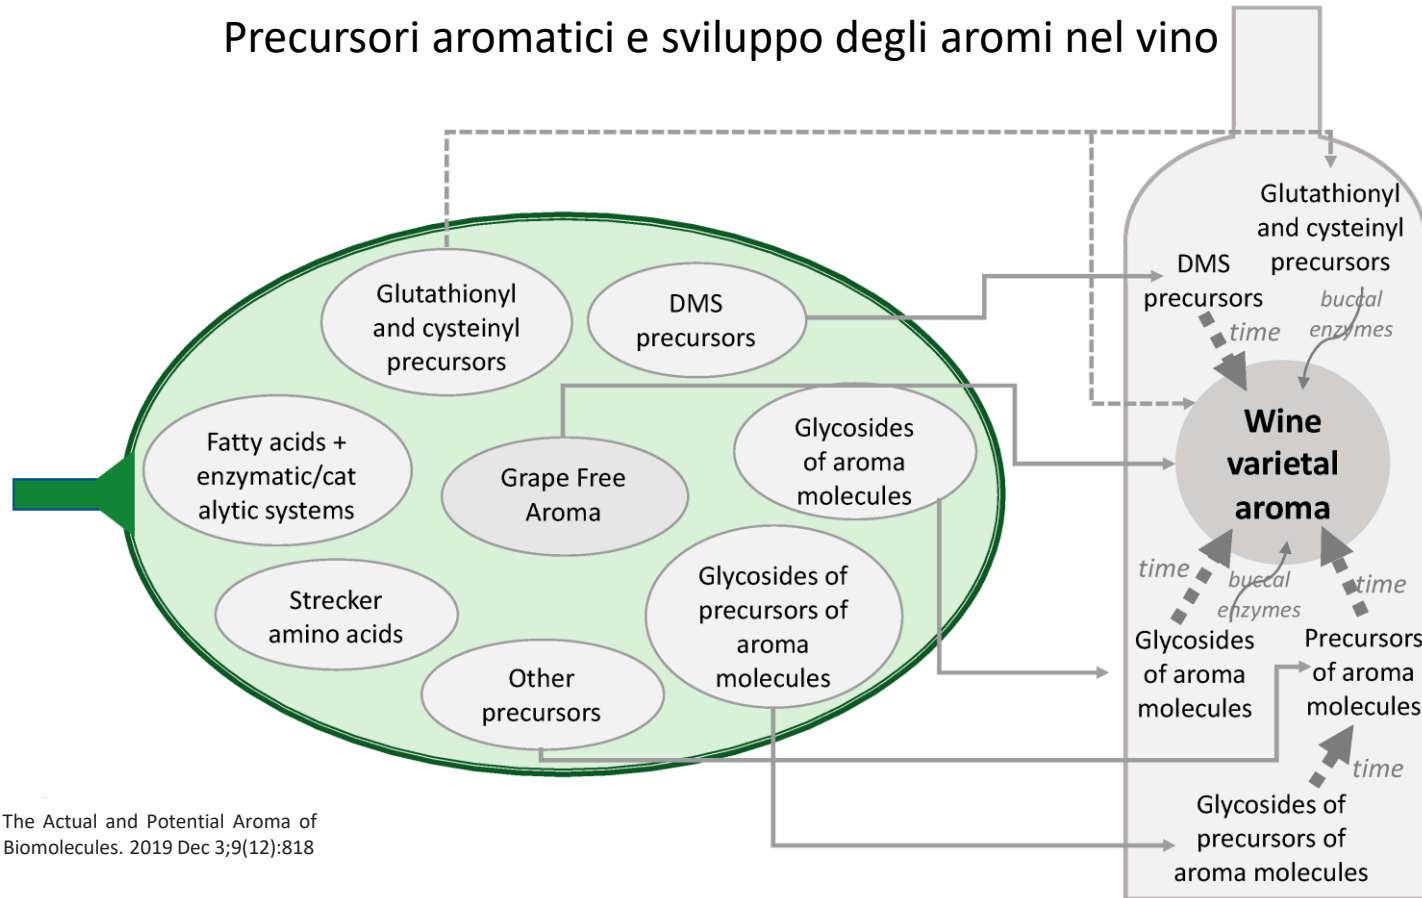 Precursori aromatici e sviluppo degli aromi nel vino
Glutathionyl
and cysteinyl
precursors
DMS
precursors
Fatty acids +
enzymatic/cat
alytic systems
Grape Free
Aroma
Glycosides
of aroma
molecules
Strecker
amino acids
Other
precursors
Glycosides of
precursors of
aroma
molecules
Glutathionyl
and cysteinyl
precursors
DMS
precursors
buccal
enzymes
time
Wine
varietal
aroma
time
buccal
enzymes
time
Glycosides
of aroma
molecules
Precursors
of aroma
molecules
time
Glycosides of
precursors of
aroma molecules
The Actual and Potential Aroma of
Biomolecules. 2019 Dec 3;9(12):818